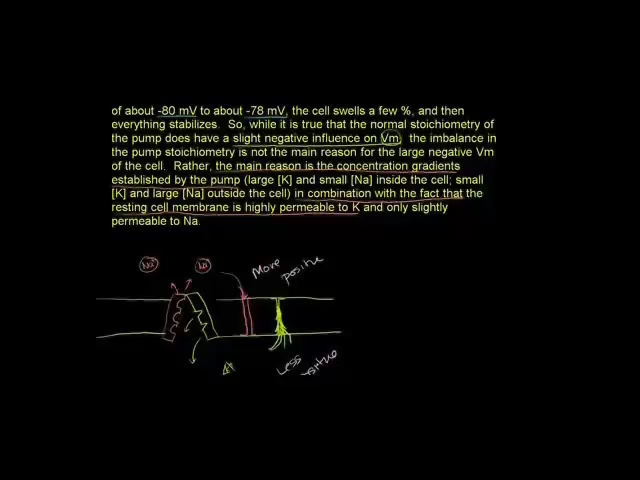 of about -80 mV to about -78 mV, the cell swells a few %, and then
everything stabilizes.  So, while it is true that the normal stoichiometry of
the pump does have a slight negative influence on Vm)  the imbalance in
the pump stoichiometry is not the main reason for the large negative Vm
of the cell.  Rather, the main reason is the concentration gradients
established by the pump (large [K] and small [Na] inside the cell; small
[K] and large [Na] outside the cell) in combination with the fact that the
resting cell membrane is highly permeable to K and only slightly
permeable to Na.
Na Na More
positive
Less